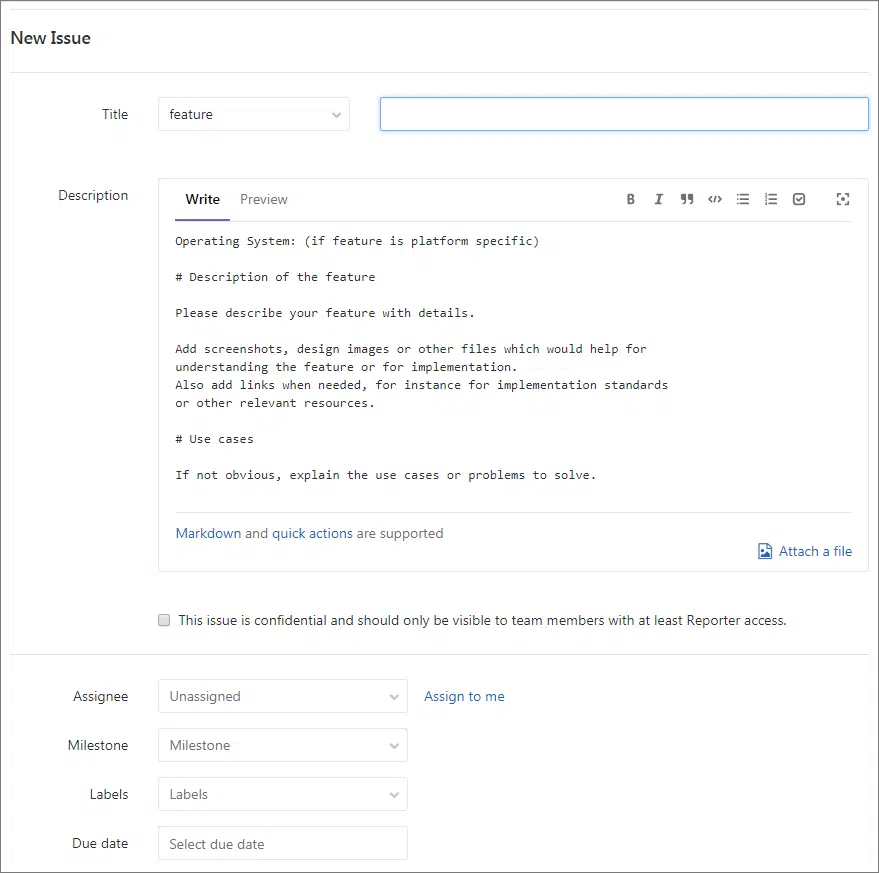 New Issue
Title
feature
Description
Write Preview
B I
Operating System: (if feature is platform specific)
# Description of the feature
Please describe your feature with details.
Add screenshots, design images or other files which would help for
understanding the feature or for implementation.
Also add links when needed, for instance for implementation standards
or other relevant resources.
# Use cases
If not obvious, explain the use cases or problems to solve.
Markdown and quick actions are supported
Attach a file
This issue is confidential and should only be visible to team members with at least Reporter access.
Assignee Unassigned Assign to me
Milestone Milestone
Labels Labels
Due date Select due date